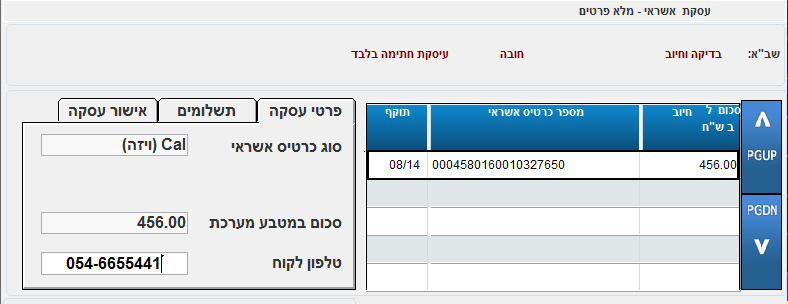 עסקת אשראי - מלא פרטים
שב"א: בדיקה וחיוב חובה עיסקת חתימה בלבד
פרטי עסקה תשלומים אישור עסקה
סוג כרטיס אשראי Cal (ויזה)
סכום במטבע מערכת 456.00
טלפון לקוח 054-6655441
סכום ל חיוב ב ש"ח מספר כרטיס אשראי תוקף
456.00 0004580160010327650 08/14
PGUP
PGDN